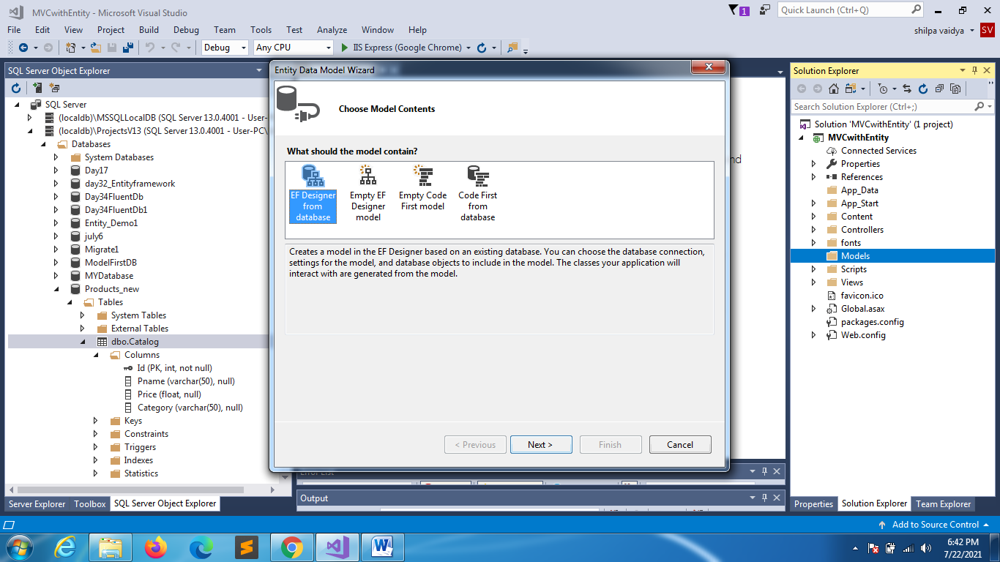 MVCwithEntity - Microsoft Visual Studio
1
Quick Launch (Ctrl+Q)
File Edit View Project Build Debug Team Tools Test Analyze Window Help
shilpa vaidya
SV
Debug
Any CPU
IIS Express (Google Chrome)
SQL Server Object Explorer
SQL Server
(localdb)\MSSQLLocalDB (SQL Server 13.0.4001 - User-
(localdb)\ProjectsV13 (SQL Server 13.0.4001 - User-PC\
Databases
System Databases
Day17
day32_Entityframework
Day34FluentDb
Day34FluentDb1
Entity_Demo1
july6
Migrate1
ModelFirstDB
MYDatabase
Products_new
Tables
System Tables
External Tables
dbo.Catalog
Columns
Id (PK, int, not null)
Pname (varchar(50), null)
Price (float, null)
Category (varchar(50), null)
Keys
Constraints
Triggers
Indexes
Statistics
Server Explorer Toolbox SQL Server Object Explorer
Entity Data Model Wizard
Choose Model Contents
What should the model contain?
EF Designer
from
database
Empty EF
Designer
model
Empty Code
First model
Code First
from
database
Creates a model in the EF Designer based on an existing database. You can choose the database connection,
settings for the model, and database objects to include in the model. The classes your application will
interact with are generated from the model.
< Previous
Next >
Finish
Cancel
nd
Error List
Output
Solution Explorer
Search Solution Explorer (Ctrl+;)
Solution 'MVCwithEntity' (1 project)
MVCwithEntity
Connected Services
Properties
References
App_Data
App_Start
Content
Controllers
fonts
Models
Scripts
Views
favicon.ico
Global.asax
packages.config
Web.config
Properties Solution Explorer Team Explorer
Add to Source Control
6:42 PM
7/22/2021